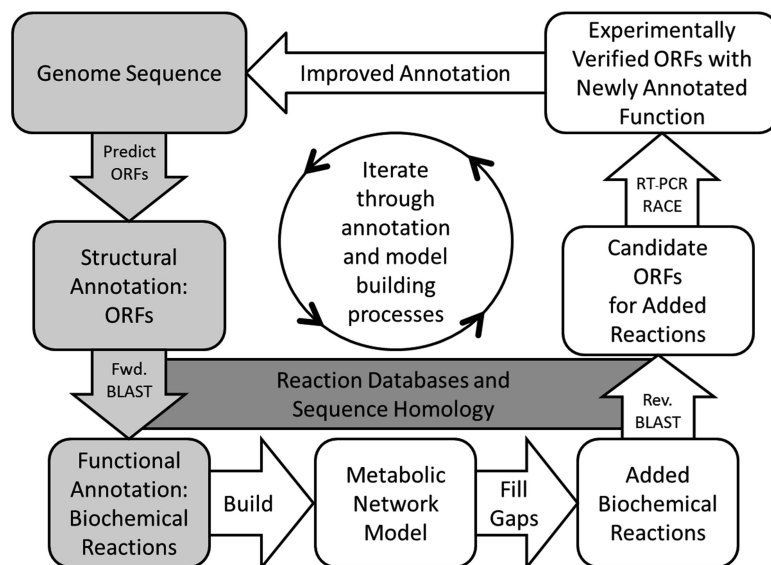 Genome Sequence
Improved Annotation
Experimentally
Verified ORFs with
Newly Annotated
Function
Predict
ORFs
Iterate
through
annotation
and model
building
processes
RT-PCR
RACE
Structural
Annotation:
ORFs
Candidate
ORFs
for Added
Reactions
Fwd.
BLAST
Reaction Databases and
Sequence Homology
Rev.
BLAST
Functional
Annotation:
Biochemical
Reactions
Build
Metabolic
Network
Model
Fill
Gaps
Added
Biochemical
Reactions